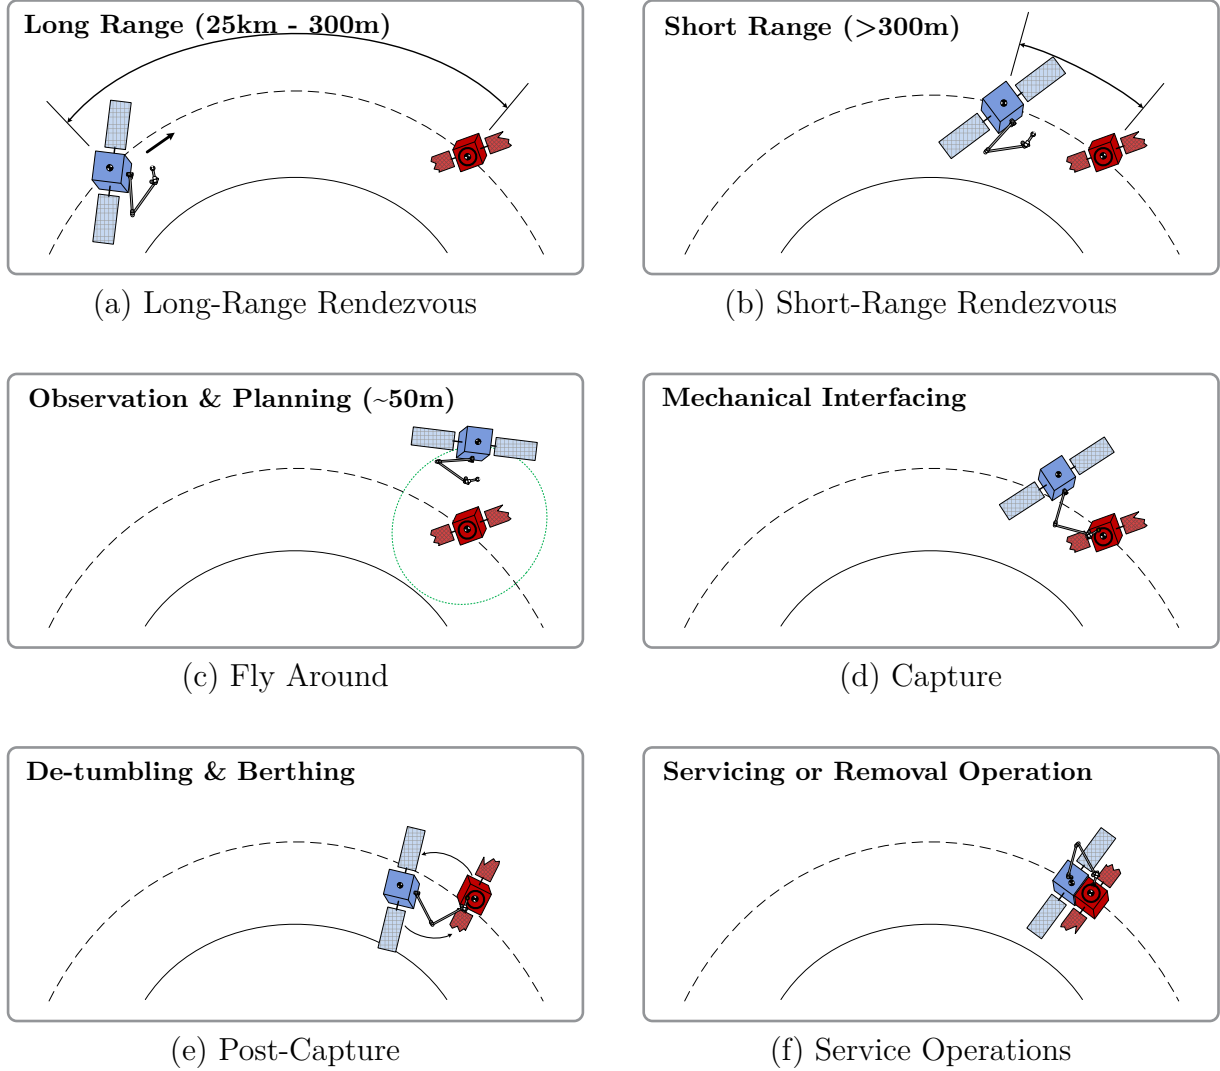 Long Range (25km - 300m)
Short Range (>300m)
(a) Long-Range Rendezvous
(b) Short-Range Rendezvous
Observation & Planning (~50m)
Mechanical Interfacing
(c) Fly Around
(d) Capture
De-tumbling & Berthing
Servicing or Removal Operation
(e) Post-Capture
(f) Service Operations